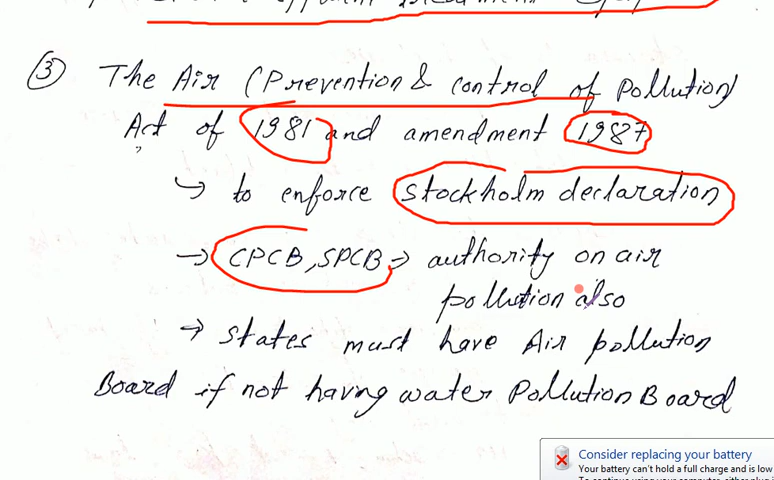 ③ The Air (Prevention & control of Pollution)
Act of 1981 and amendment 1987
→ to enforce stockholm declaration
→ CPCB, SPCB => authority on air
pollution also
→ states must have Air pollution
Board if not having water Pollution Board
Consider replacing your battery
Your battery can't hold a full charge and is low